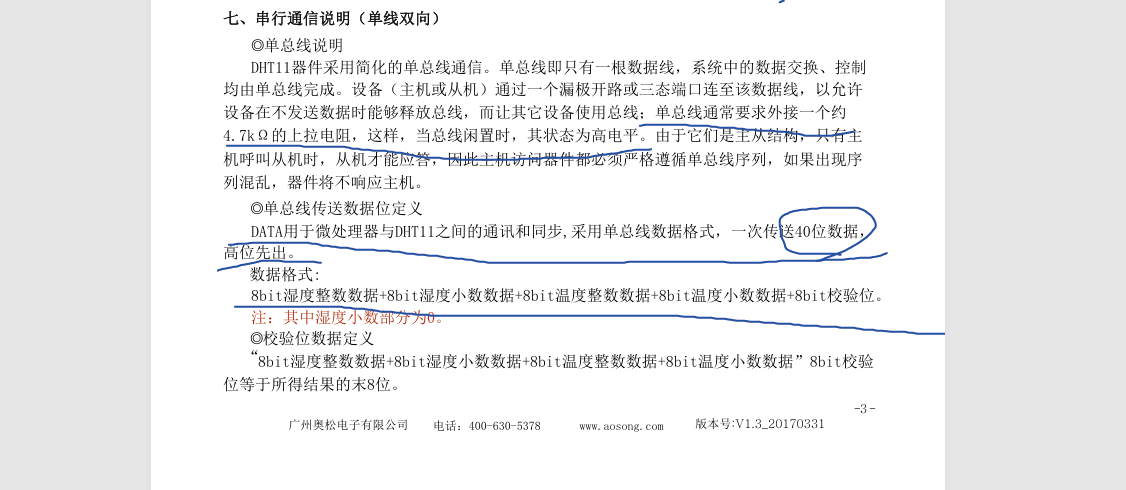 七、串行通信说明（单线双向）
◎单总线说明
DHT11器件采用简化的单总线通信。单总线即只有一根数据线，系统中的数据交换、控制
均由单总线完成。设备（主机或从机）通过一个漏极开路或三态端口连至该数据线，以允许
设备在不发送数据时能够释放总线，而让其它设备使用总线；单总线通常要求外接一个约
4.7kΩ的上拉电阻，这样，当总线闲置时，其状态为高电平。由于它们是主从结构，只有主
机呼叫从机时，从机才能应答，因此主机访问器件都必须严格遵循单总线序列，如果出现序
列混乱，器件将不响应主机。
◎单总线传送数据位定义
DATA用于微处理器与DHT11之间的通讯和同步,采用单总线数据格式，一次传送40位数据，
高位先出。
数据格式:
8bit湿度整数数据+8bit湿度小数数据+8bit温度整数数据+8bit温度小数数据+8bit校验位。
注：其中湿度小数部分为0。
◎校验位数据定义
“8bit湿度整数数据+8bit湿度小数数据+8bit温度整数数据+8bit温度小数数据”8bit校验
位等于所得结果的末8位。
-3-
广州奥松电子有限公司 电话：400-630-5378 www.aosong.com 版本号:V1.3_20170331